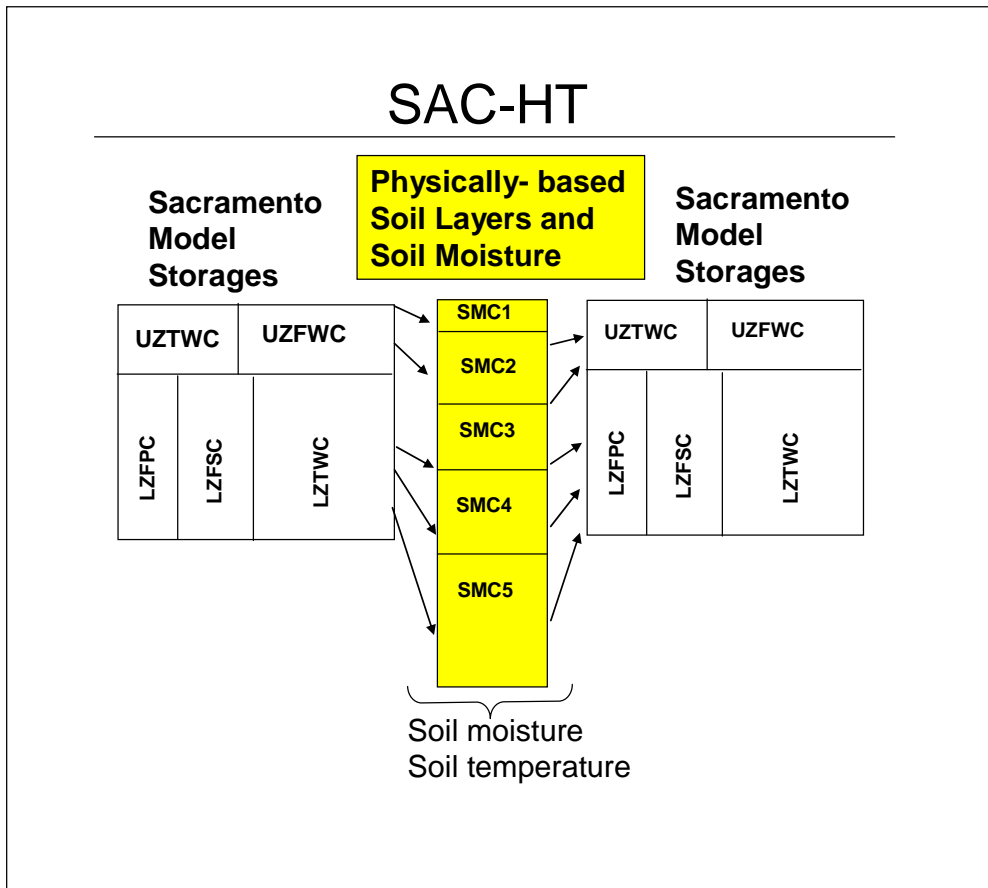 SAC-HT
Sacramento
Model
Storages
Physically- based
Soil Layers and
Soil Moisture
Sacramento
Model
Storages
UZTWC
UZFWC
LZFPC
LZFSC
LZTWC
SMC1
SMC2
SMC3
SMC4
SMC5
UZTWC
UZFWC
LZFPC
LZFSC
LZTWC
Soil moisture
Soil temperature